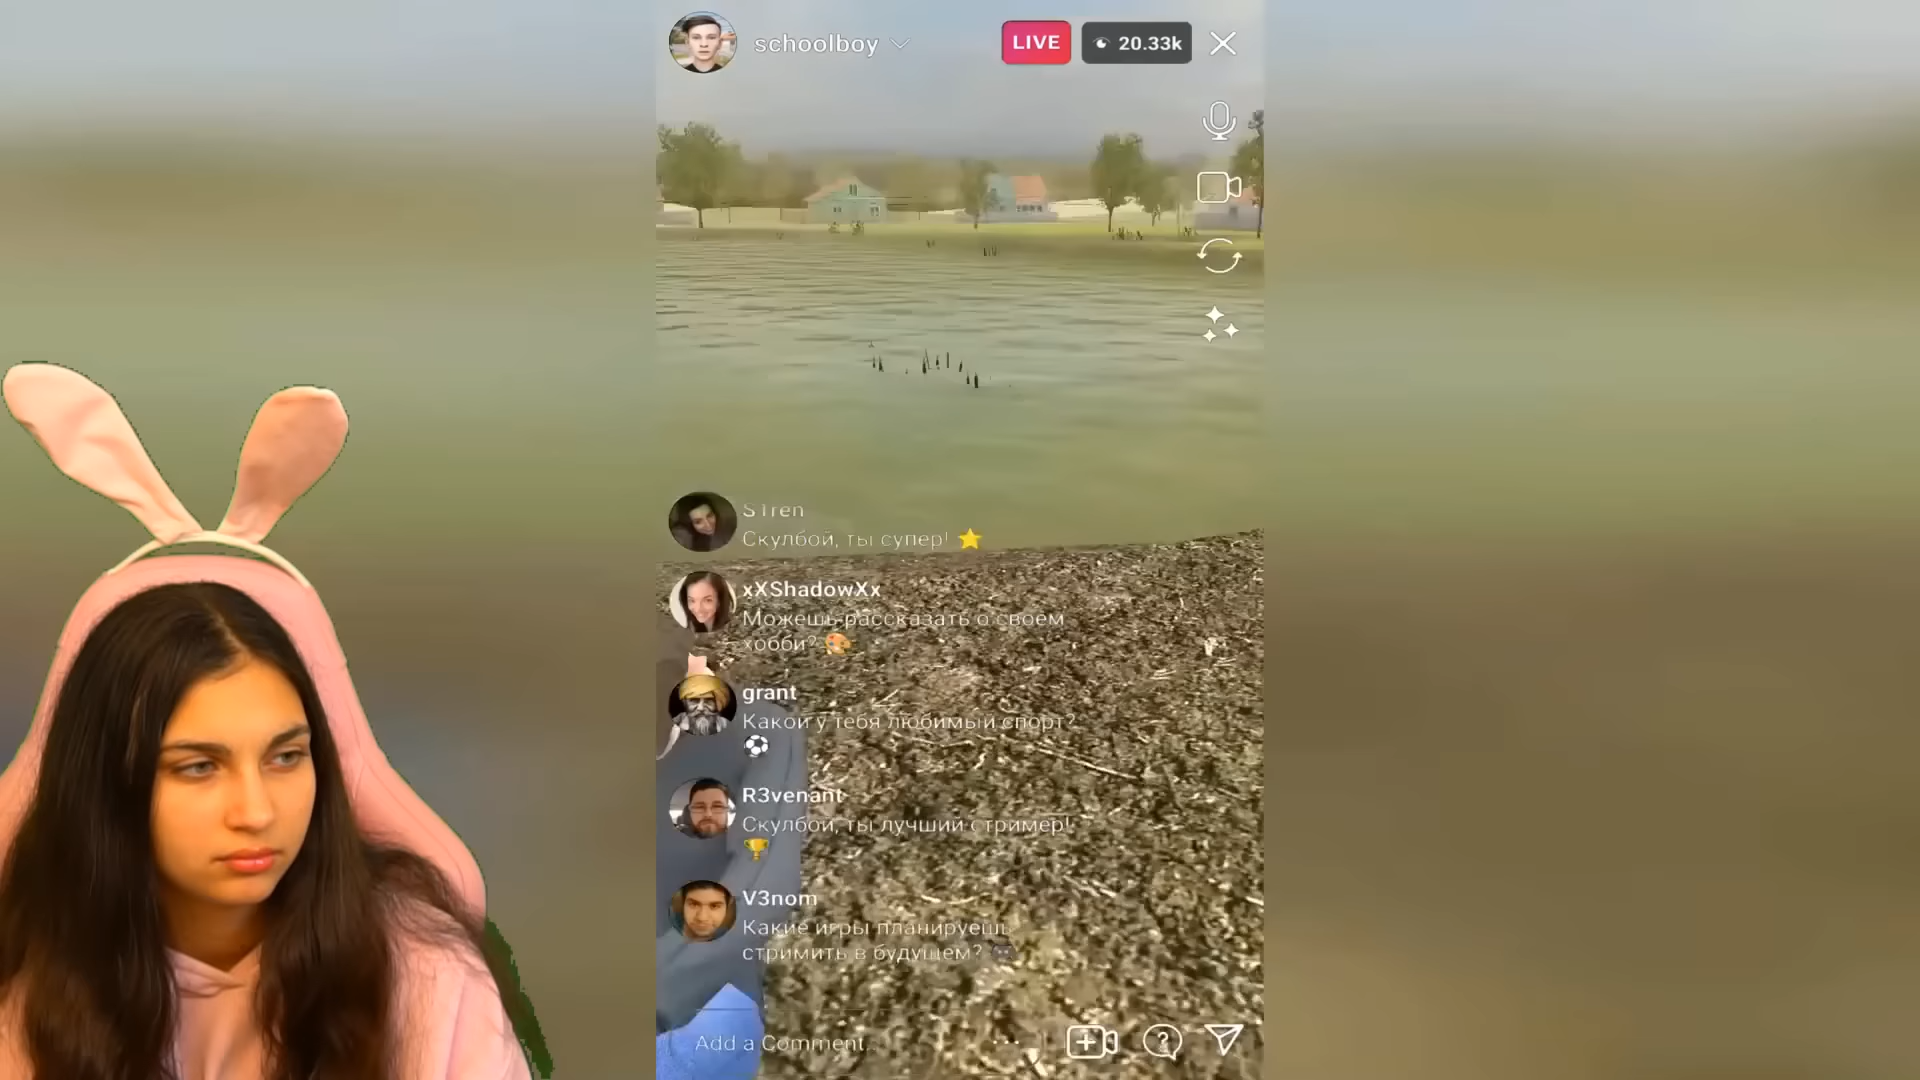 schoolboy
LIVE
20.33k
S1ren
Скулбой, ты супер! ⭐
xXShadowXx
Можешь рассказать о своем
хобби? 🎨
grant
Какой у тебя любимый спорт?
⚽
R3venant
Скулбой, ты лучший стример!
🏆
V3nom
Какие игры планируешь
стримить в будущем? 🎮
Add a Comment...